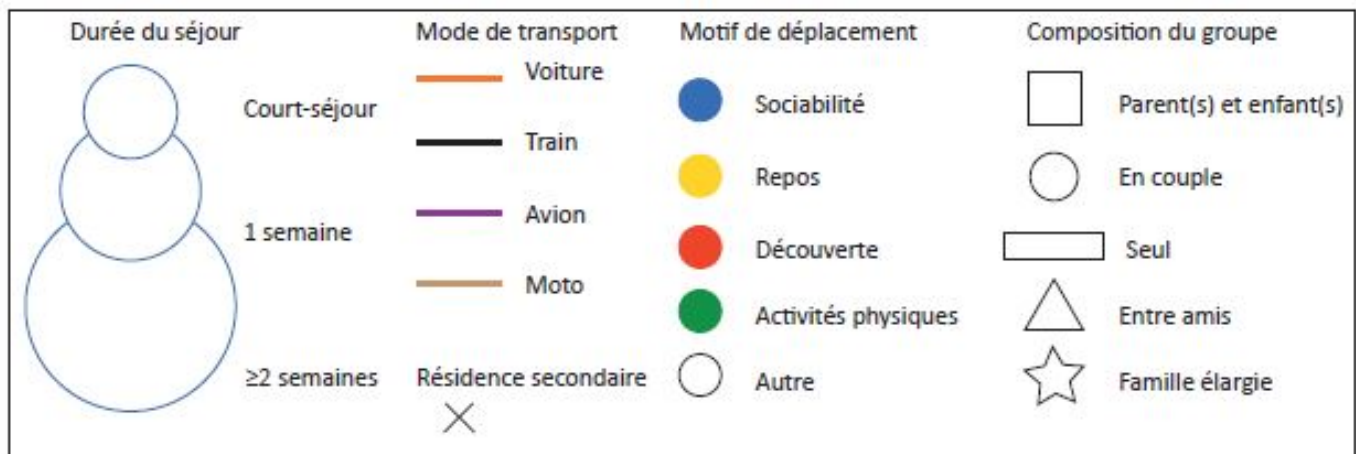 Durée du séjour
Court-séjour
1 semaine
≥2 semaines
Mode de transport
Voiture
Train
Avion
Moto
Résidence secondaire
Motif de déplacement
Sociabilité
Repos
Découverte
Activités physiques
Autre
Composition du groupe
Parent(s) et enfant(s)
En couple
Seul
Entre amis
Famille élargie